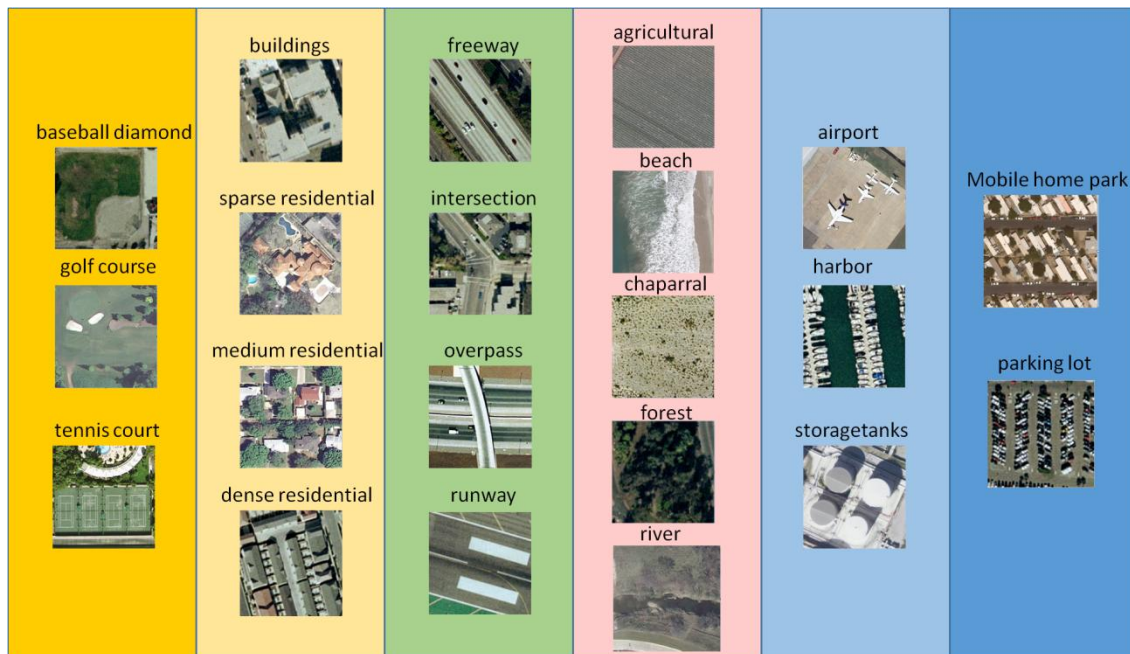 baseball diamond
golf course
tennis court
buildings
sparse residential
medium residential
dense residential
freeway
intersection
overpass
runway
agricultural
beach
chaparral
forest
river
airport
harbor
storagetanks
Mobile home park
parking lot